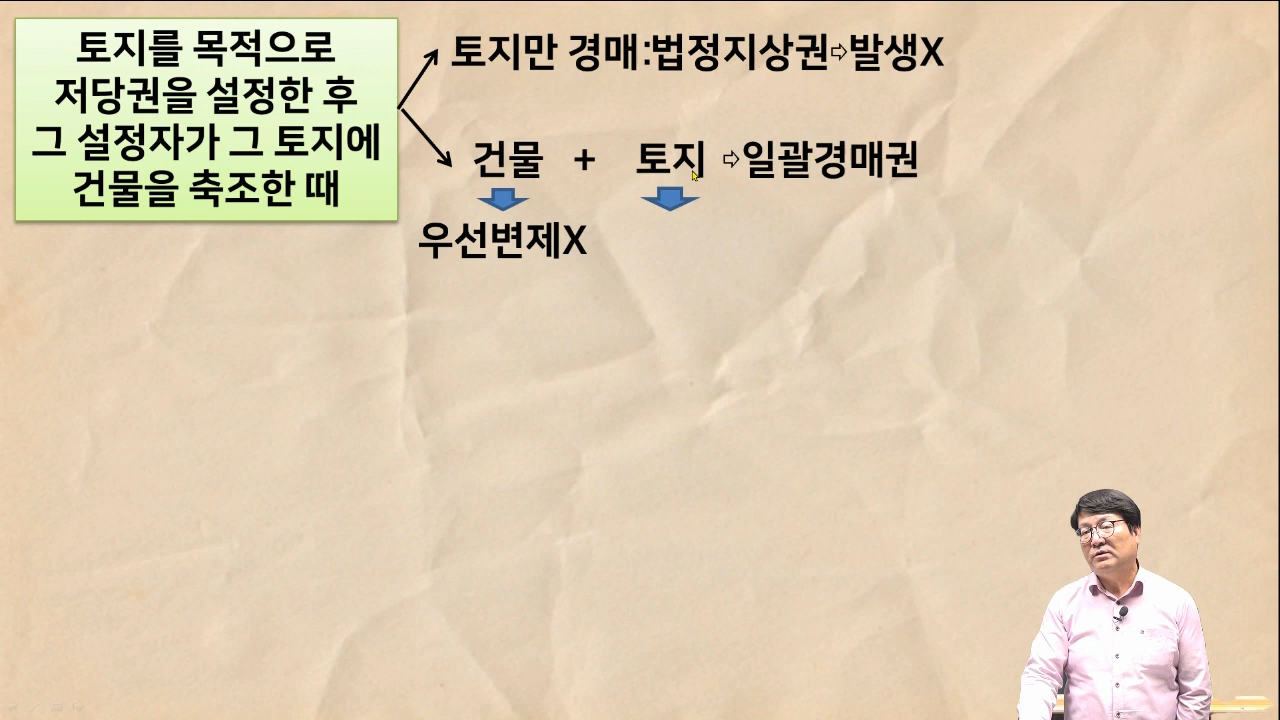 토지를 목적으로
저당권을 설정한 후
그 설정자가 그 토지에
건물을 축조한 때
토지만 경매:법정지상권⇨발생X
건물 + 토지 ⇨일괄경매권
우선변제X